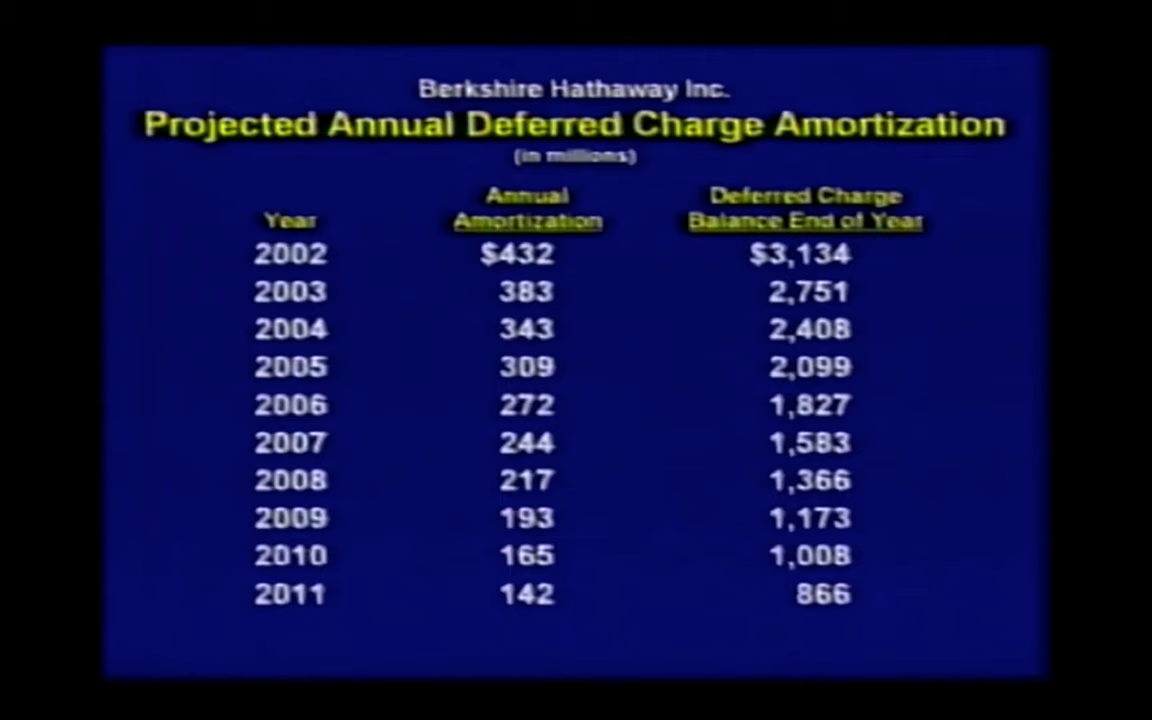 Berkshire Hathaway Inc.
Projected Annual Deferred Charge Amortization
(in millions)
Annual Deferred Charge
Year Amortization Balance End of Year
2002 $432 $3,134
2003 383 2,751
2004 343 2,408
2005 309 2,099
2006 272 1,827
2007 244 1,583
2008 217 1,366
2009 193 1,173
2010 165 1,008
2011 142 866